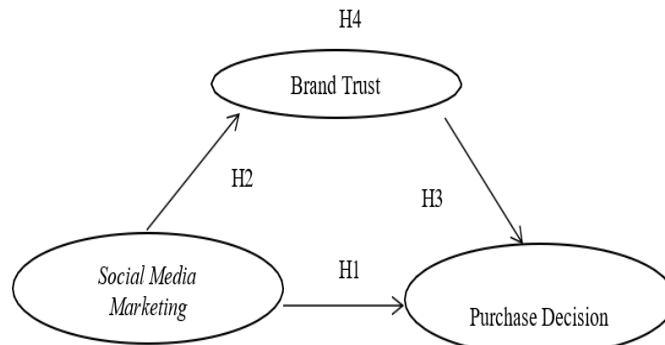 H4
Brand Trust
H2
H3
Social Media
Marketing
H1
Purchase Decision